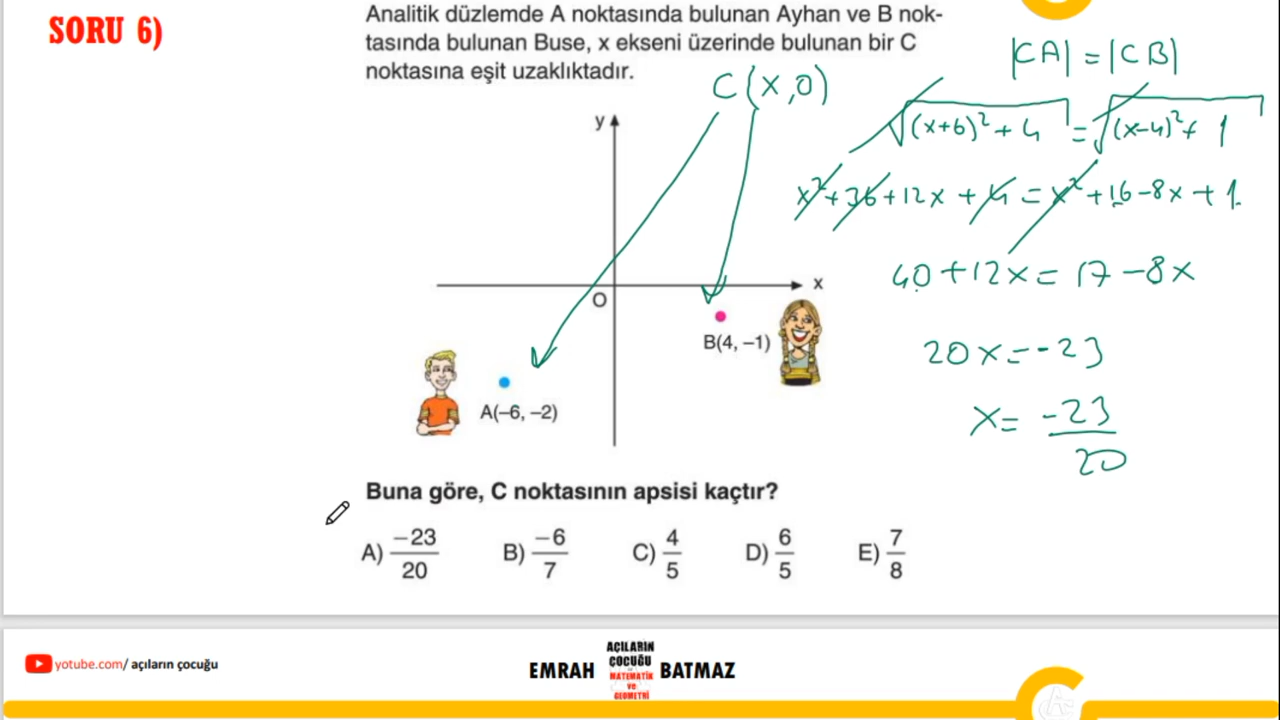 SORU 6)
Analitik düzlemde A noktasında bulunan Ayhan ve B nok-
tasında bulunan Buse, x ekseni üzerinde bulunan bir C
noktasına eşit uzaklıktadır.
C(x,0)
|CA|=|CB|
√(x+6)²+4 = √(x-4)²+1
x²+36+12x+4=x²+16-8x+1
40+12x=17-8x
20x=-23
x= -23/20
y
x
O
B(4, –1)
A(–6, –2)
Buna göre, C noktasının apsisi kaçtır?
A) –23/20 B) –6/7 C) 4/5 D) 6/5 E) 7/8
yotube.com/ açıların çocuğu
EMRAH
AÇILARIN
ÇOCUĞU
MATEMATİK
ve
GEOMETRİ
BATMAZ